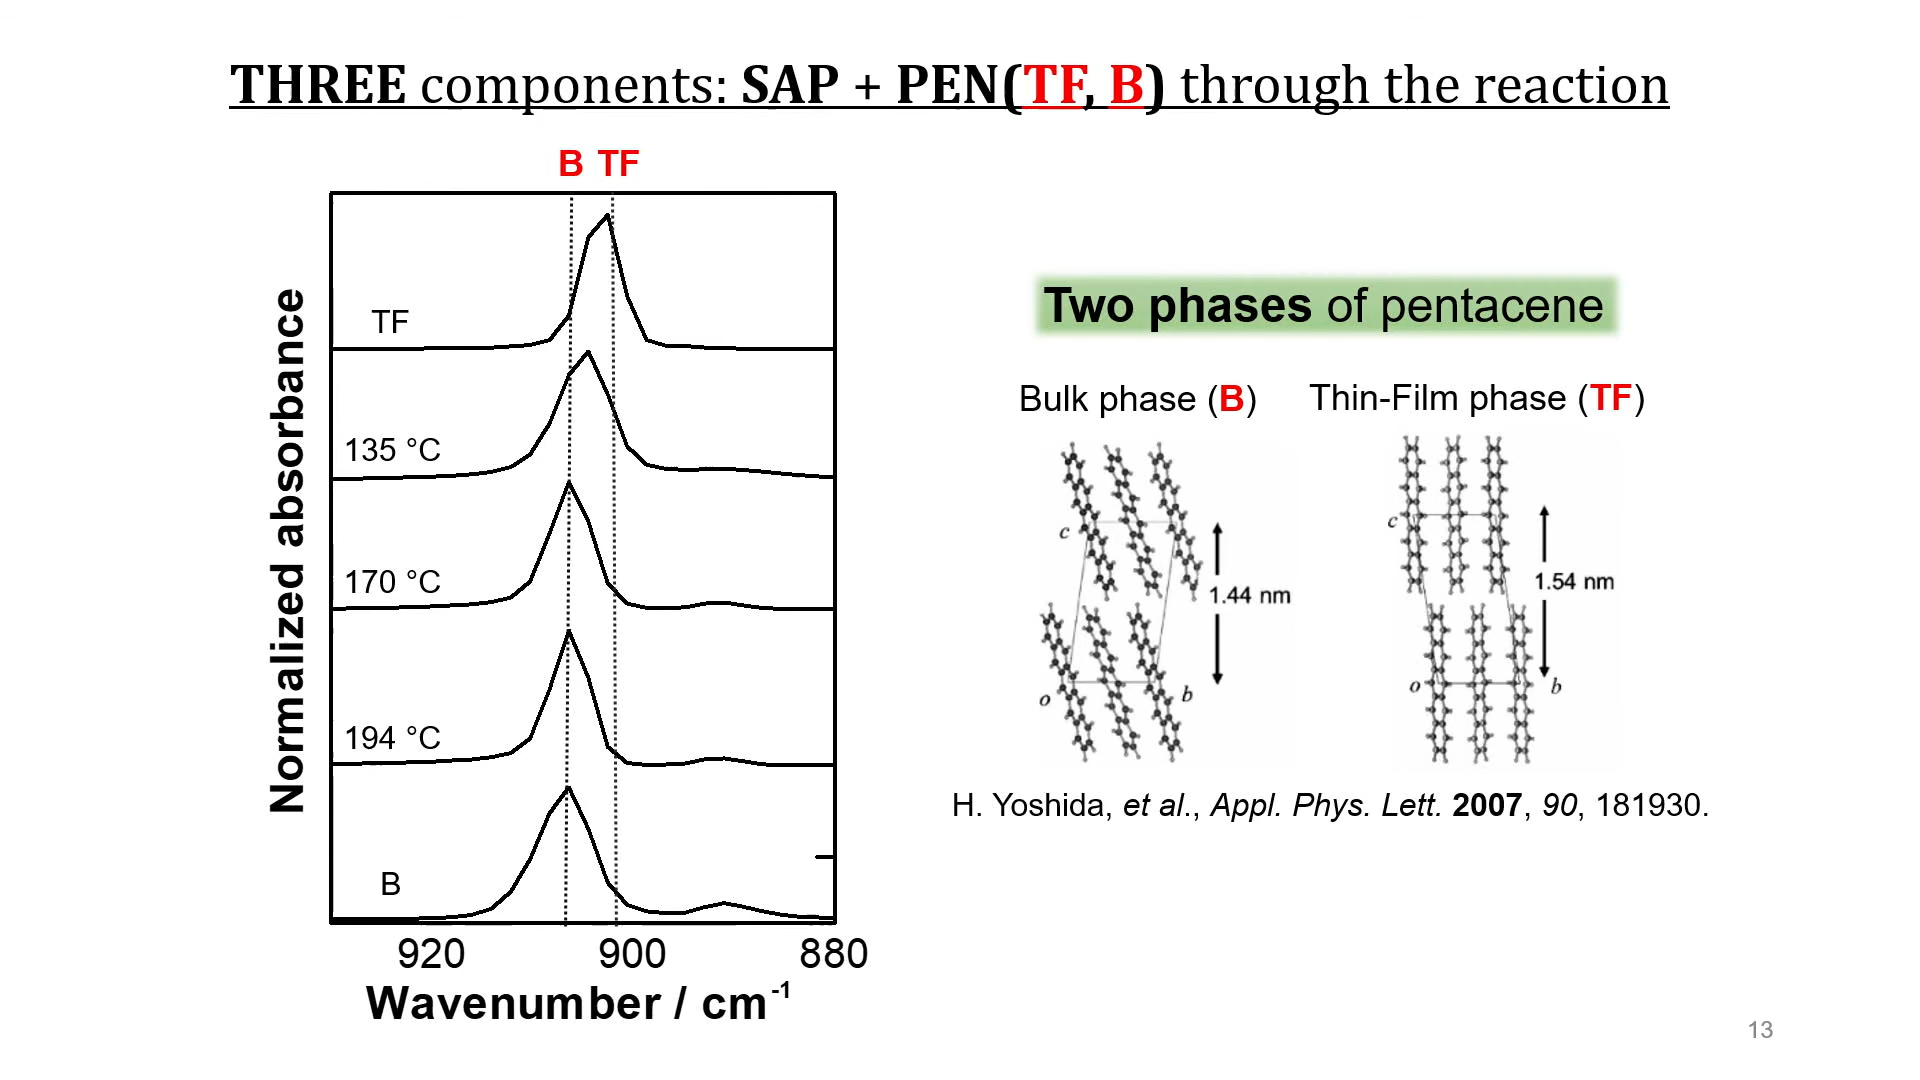 THREE components: SAP + PEN(TF, B) through the reaction
B TF
Normalized absorbance
TF
135 °C
170 °C
194 °C
B
920 900 880
Wavenumber / cm-1
Two phases of pentacene
Bulk phase (B)
c
1.44 nm
o
b
Thin-Film phase (TF)
c
1.54 nm
o
b
H. Yoshida, et al., Appl. Phys. Lett. 2007, 90, 181930.
13